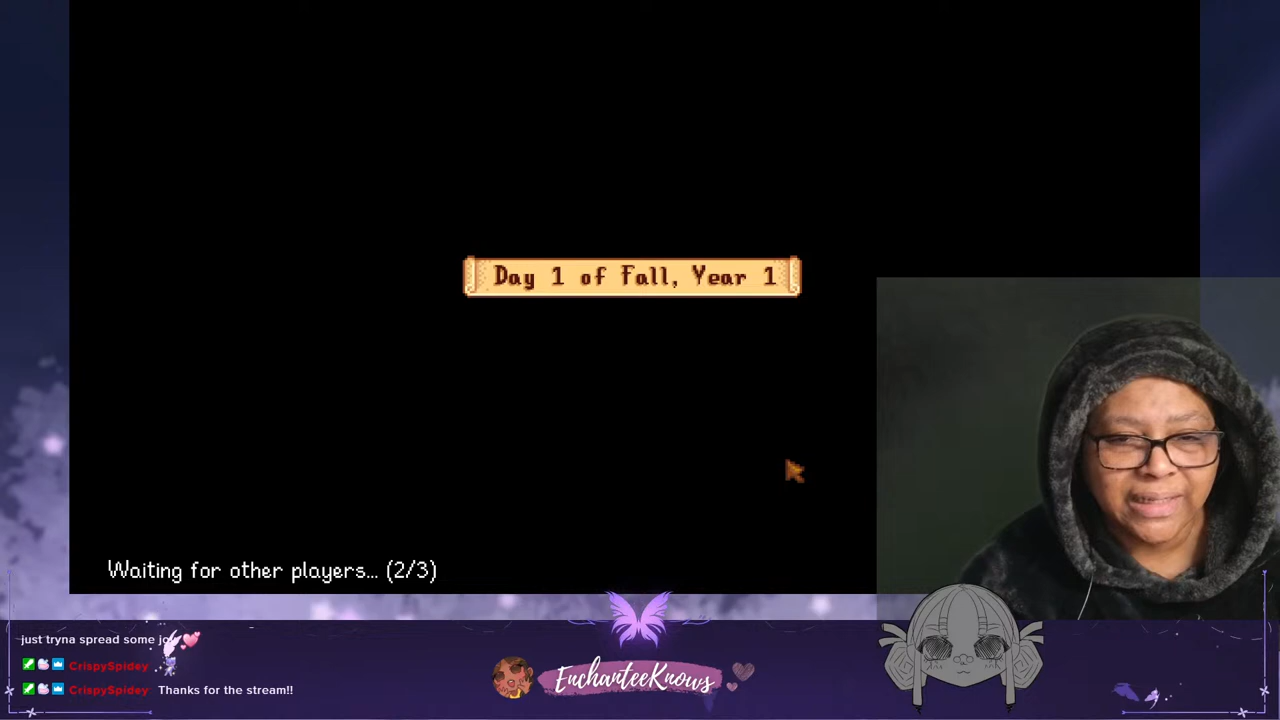 Day 1 of Fall, Year 1
Waiting for other players... (2/3)
just tryna spread some joy
CrispySpidey
CrispySpidey: Thanks for the stream!!
EnchanteeKnows